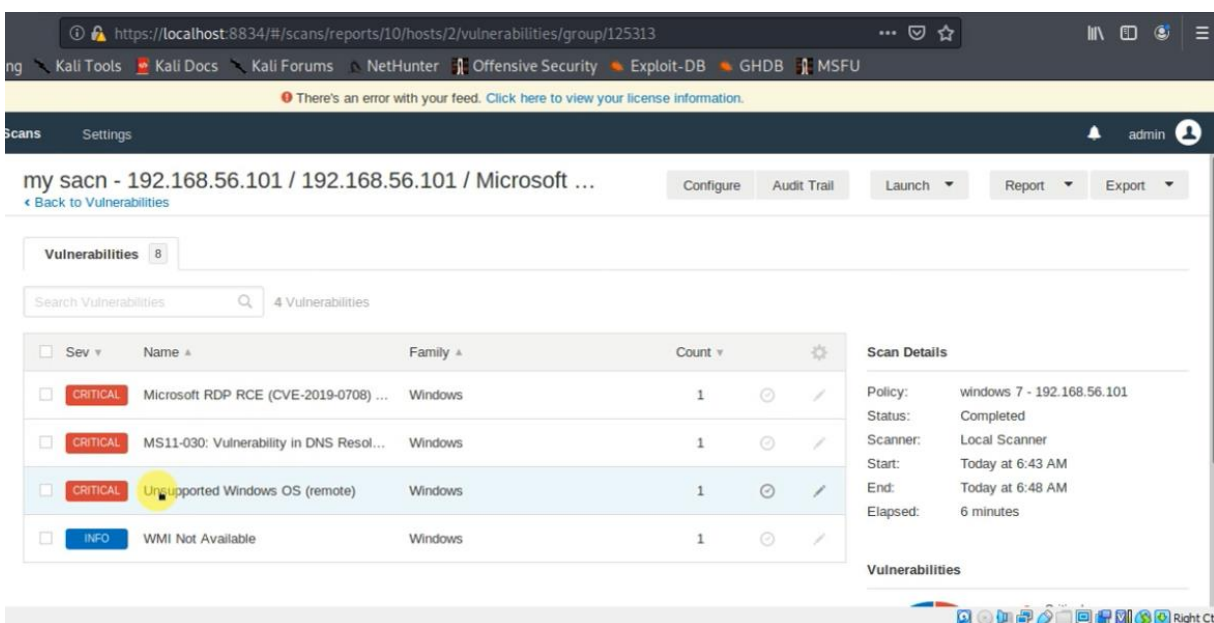 https://localhost:8834/#/scans/reports/10/hosts/2/vulnerabilities/group/125313
ng Kali Tools Kali Docs Kali Forums NetHunter Offensive Security Exploit-DB GHDB MSFU
There's an error with your feed. Click here to view your license information.
Scans Settings admin
my sacn - 192.168.56.101 / 192.168.56.101 / Microsoft ... Configure Audit Trail Launch Report Export
Back to Vulnerabilities
Vulnerabilities 8
Search Vulnerabilities 4 Vulnerabilities
Sev Name Family Count
CRITICAL Microsoft RDP RCE (CVE-2019-0708) ... Windows 1
CRITICAL MS11-030: Vulnerability in DNS Resol... Windows 1
CRITICAL Unsupported Windows OS (remote) Windows 1
INFO WMI Not Available Windows 1
Scan Details
Policy: windows 7 - 192.168.56.101
Status: Completed
Scanner: Local Scanner
Start: Today at 6:43 AM
End: Today at 6:48 AM
Elapsed: 6 minutes
Vulnerabilities
Right Ct